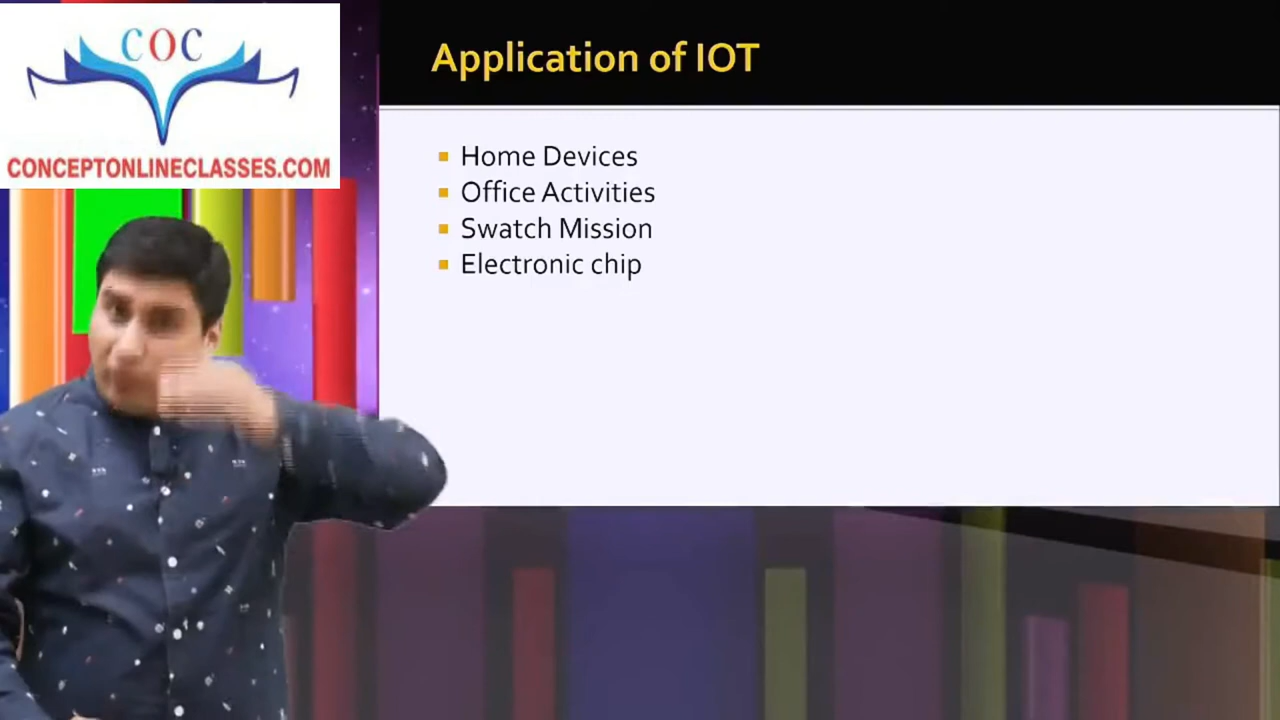 COC
CONCEPTONLINECLASSES.COM
Application of IOT
Home Devices
Office Activities
Swatch Mission
Electronic chip